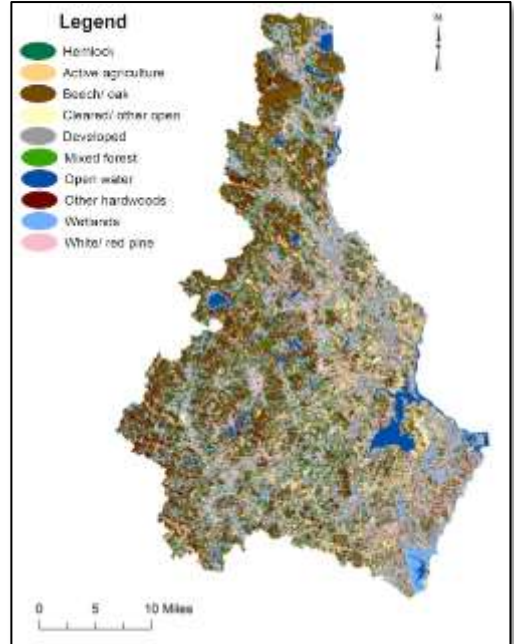 Legend
N
Hemlock
Active agriculture
Beech/ oak
Cleared/ other open
Developed
Mixed forest
Open water
Other hardwoods
Wetlands
White/ red pine
0 5 10 Miles